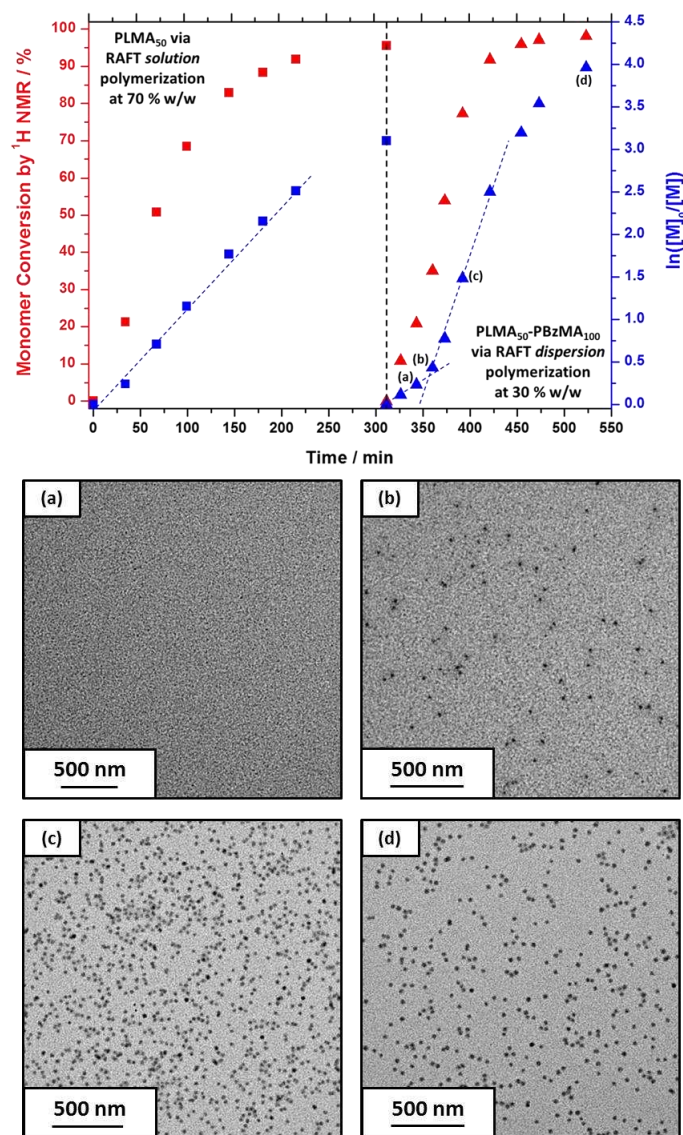 PLMA₅₀ via
RAFT solution
polymerization
at 70 % w/w
Monomer Conversion by ¹H NMR / %
100
90
80
70
60
50
40
30
20
10
0
ln([M]₀/[M])
4.5
4.0
3.5
3.0
2.5
2.0
1.5
1.0
0.5
0.0
(d)
(c)
(b)
(a)
PLMA₅₀-PBzMA₁₀₀
via RAFT dispersion
polymerization
at 30 % w/w
0 50 100 150 200 250 300 350 400 450 500 550
Time / min
(a)
500 nm
(b)
500 nm
(c)
500 nm
(d)
500 nm